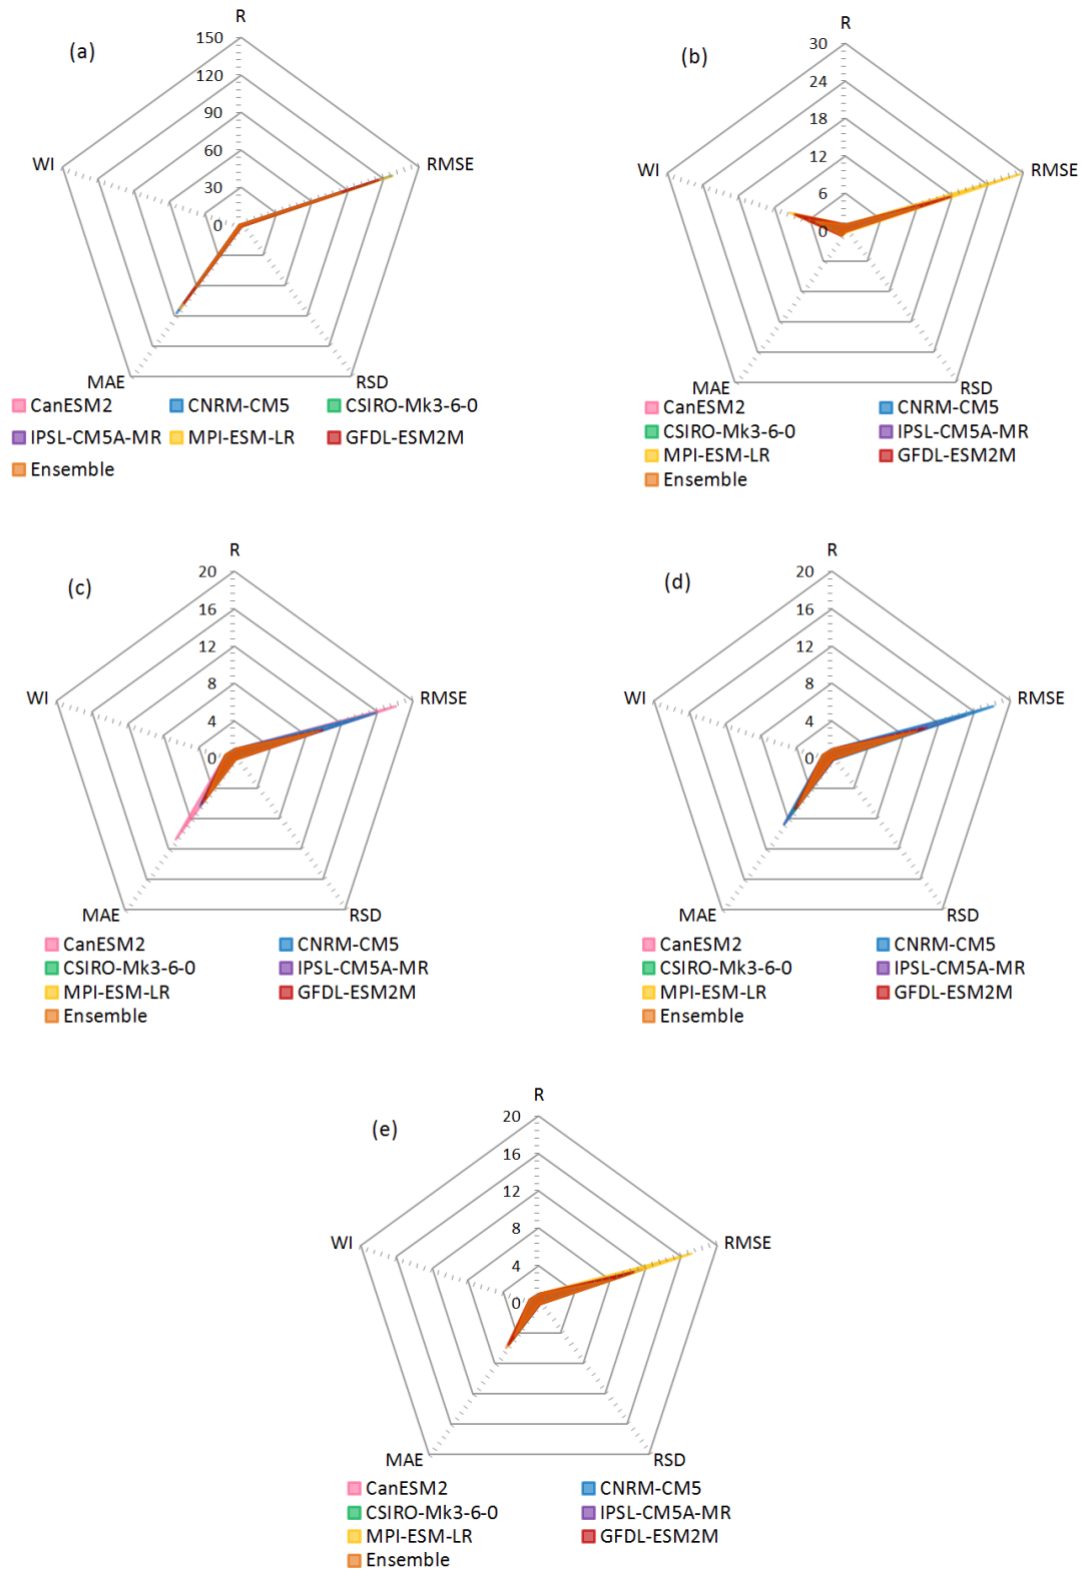 (a)
R
150
120
90
60
30
0
WI
RMSE
MAE
RSD
CanESM2 CNRM-CM5 CSIRO-Mk3-6-0
IPSL-CM5A-MR MPI-ESM-LR GFDL-ESM2M
Ensemble
(b)
R
30
24
18
12
6
0
WI
RMSE
MAE
RSD
CanESM2 CNRM-CM5
CSIRO-Mk3-6-0 IPSL-CM5A-MR
MPI-ESM-LR GFDL-ESM2M
Ensemble
(c)
R
20
16
12
8
4
0
WI
RMSE
MAE
RSD
CanESM2 CNRM-CM5
CSIRO-Mk3-6-0 IPSL-CM5A-MR
MPI-ESM-LR GFDL-ESM2M
Ensemble
(d)
R
20
16
12
8
4
0
WI
RMSE
MAE
RSD
CanESM2 CNRM-CM5
CSIRO-Mk3-6-0 IPSL-CM5A-MR
MPI-ESM-LR GFDL-ESM2M
Ensemble
(e)
R
20
16
12
8
4
0
WI
RMSE
MAE
RSD
CanESM2 CNRM-CM5
CSIRO-Mk3-6-0 IPSL-CM5A-MR
MPI-ESM-LR GFDL-ESM2M
Ensemble